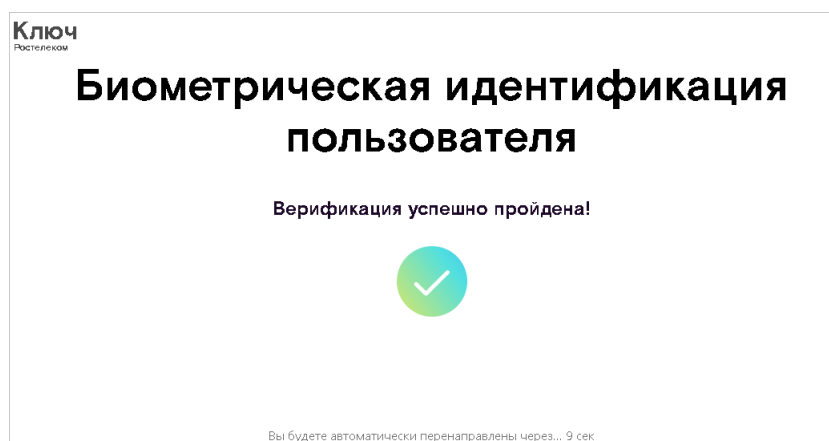 Ключ
Ростелеком
Биометрическая идентификация
пользователя
Верификация успешно пройдена!
Вы будете автоматически перенаправлены через... 9 сек